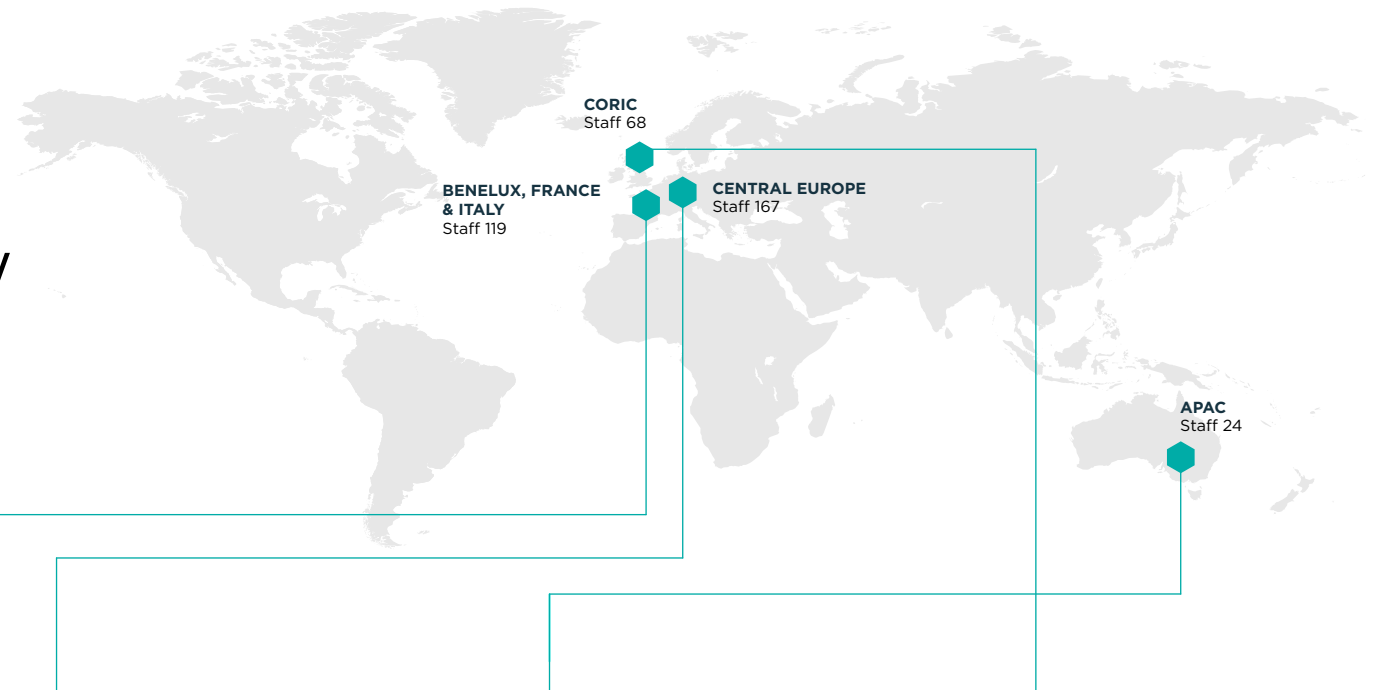 CORIC
Staff 68
BENELUX, FRANCE
& ITALY
Staff 119
CENTRAL EUROPE
Staff 167
APAC
Staff 24